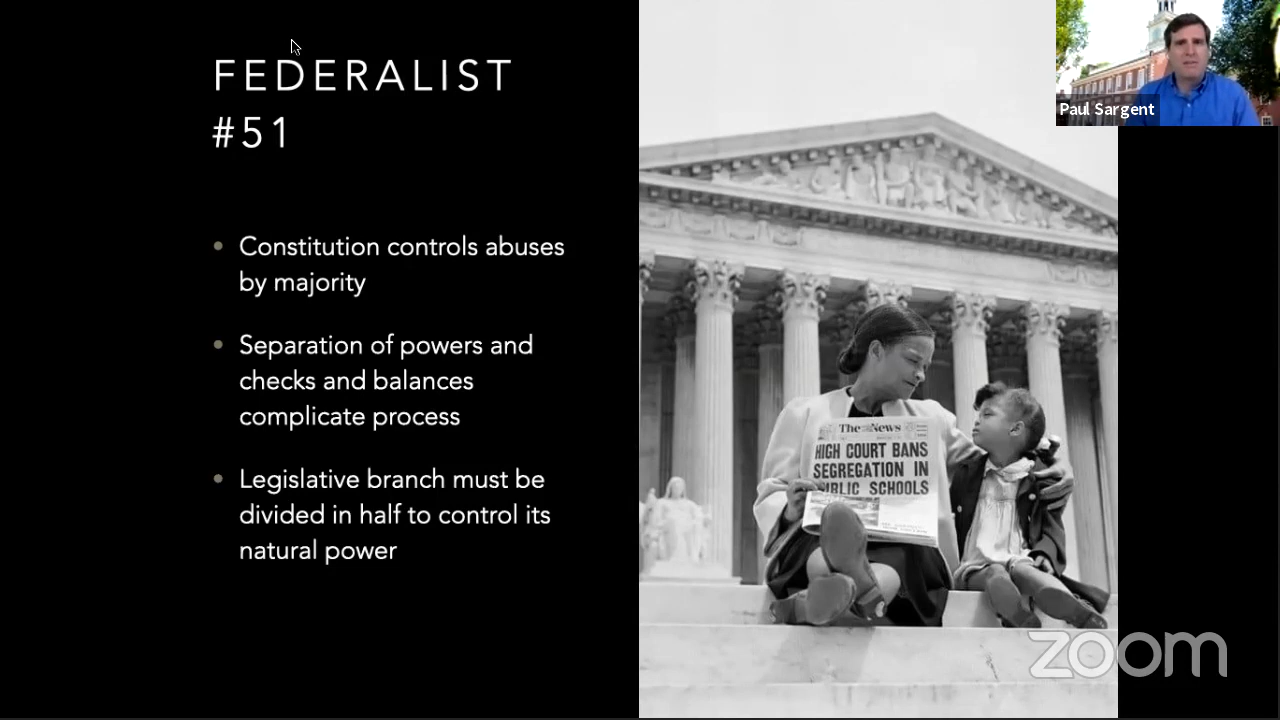 FEDERALIST
#51
Constitution controls abuses
by majority
Separation of powers and
checks and balances
complicate process
Legislative branch must be
divided in half to control its
natural power
The News
HIGH COURT BANS
SEGREGATION IN
PUBLIC SCHOOLS
Paul Sargent
zoom